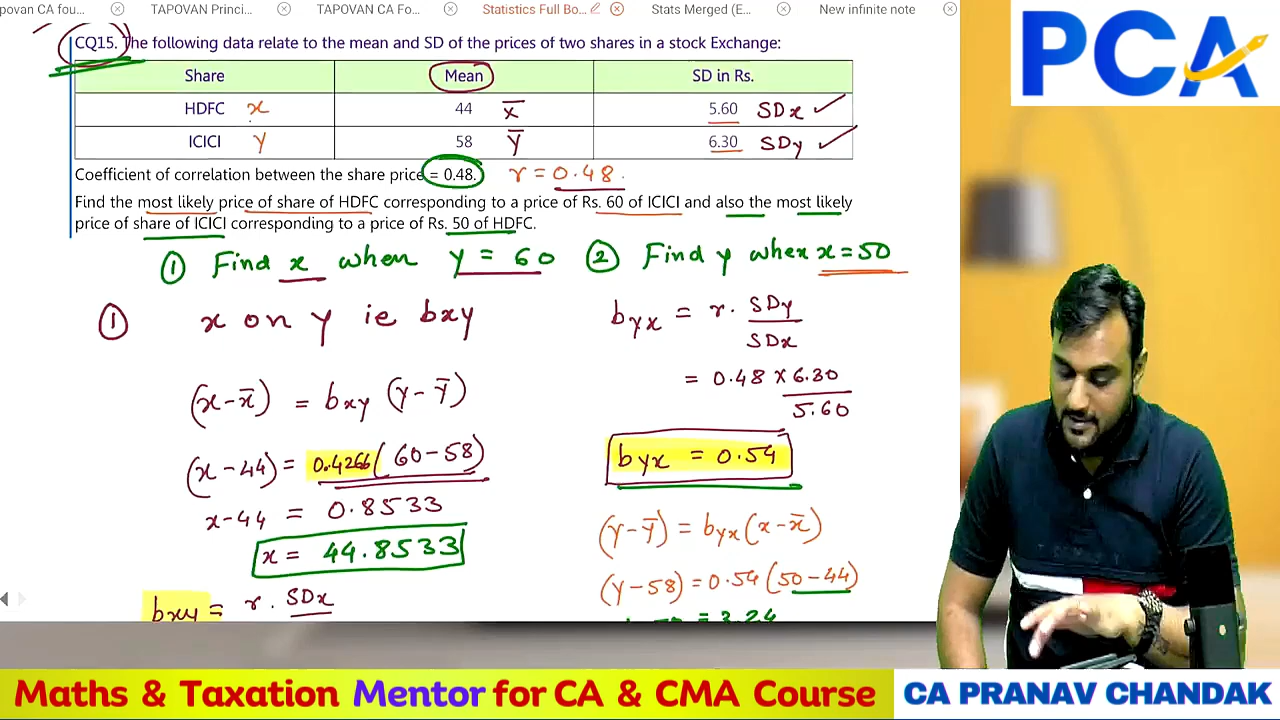 apovan CA fou...
TAPOVAN Princi...
TAPOVAN CA Fo...
Statistics Full Bo...
Stats Merged (E...
New infinite note
PCA
CQ15. The following data relate to the mean and SD of the prices of two shares in a stock Exchange:
Share Mean SD in Rs.
HDFC x 44 x̄ 5.60 SDx ✓
ICICI y 58 ȳ 6.30 SDy ✓
Coefficient of correlation between the share price = 0.48. r = 0.48.
Find the most likely price of share of HDFC corresponding to a price of Rs. 60 of ICICI and also the most likely
price of share of ICICI corresponding to a price of Rs. 50 of HDFC.
① Find x when y = 60
② Find y when x = 50
① x on y ie bxy
(x-x̄) = bxy (y-ȳ)
(x-44) = 0.4266 (60-58)
x-44 = 0.8533
x = 44.8533
bxy = r. SDx
byx = r. SDy
SDx
= 0.48 × 6.30
5.60
byx = 0.54
(y-ȳ) = byx (x-x̄)
(y-58) = 0.54 (50-44)
= 3.24
Maths & Taxation Mentor for CA & CMA Course
CA PRANAV CHANDAK